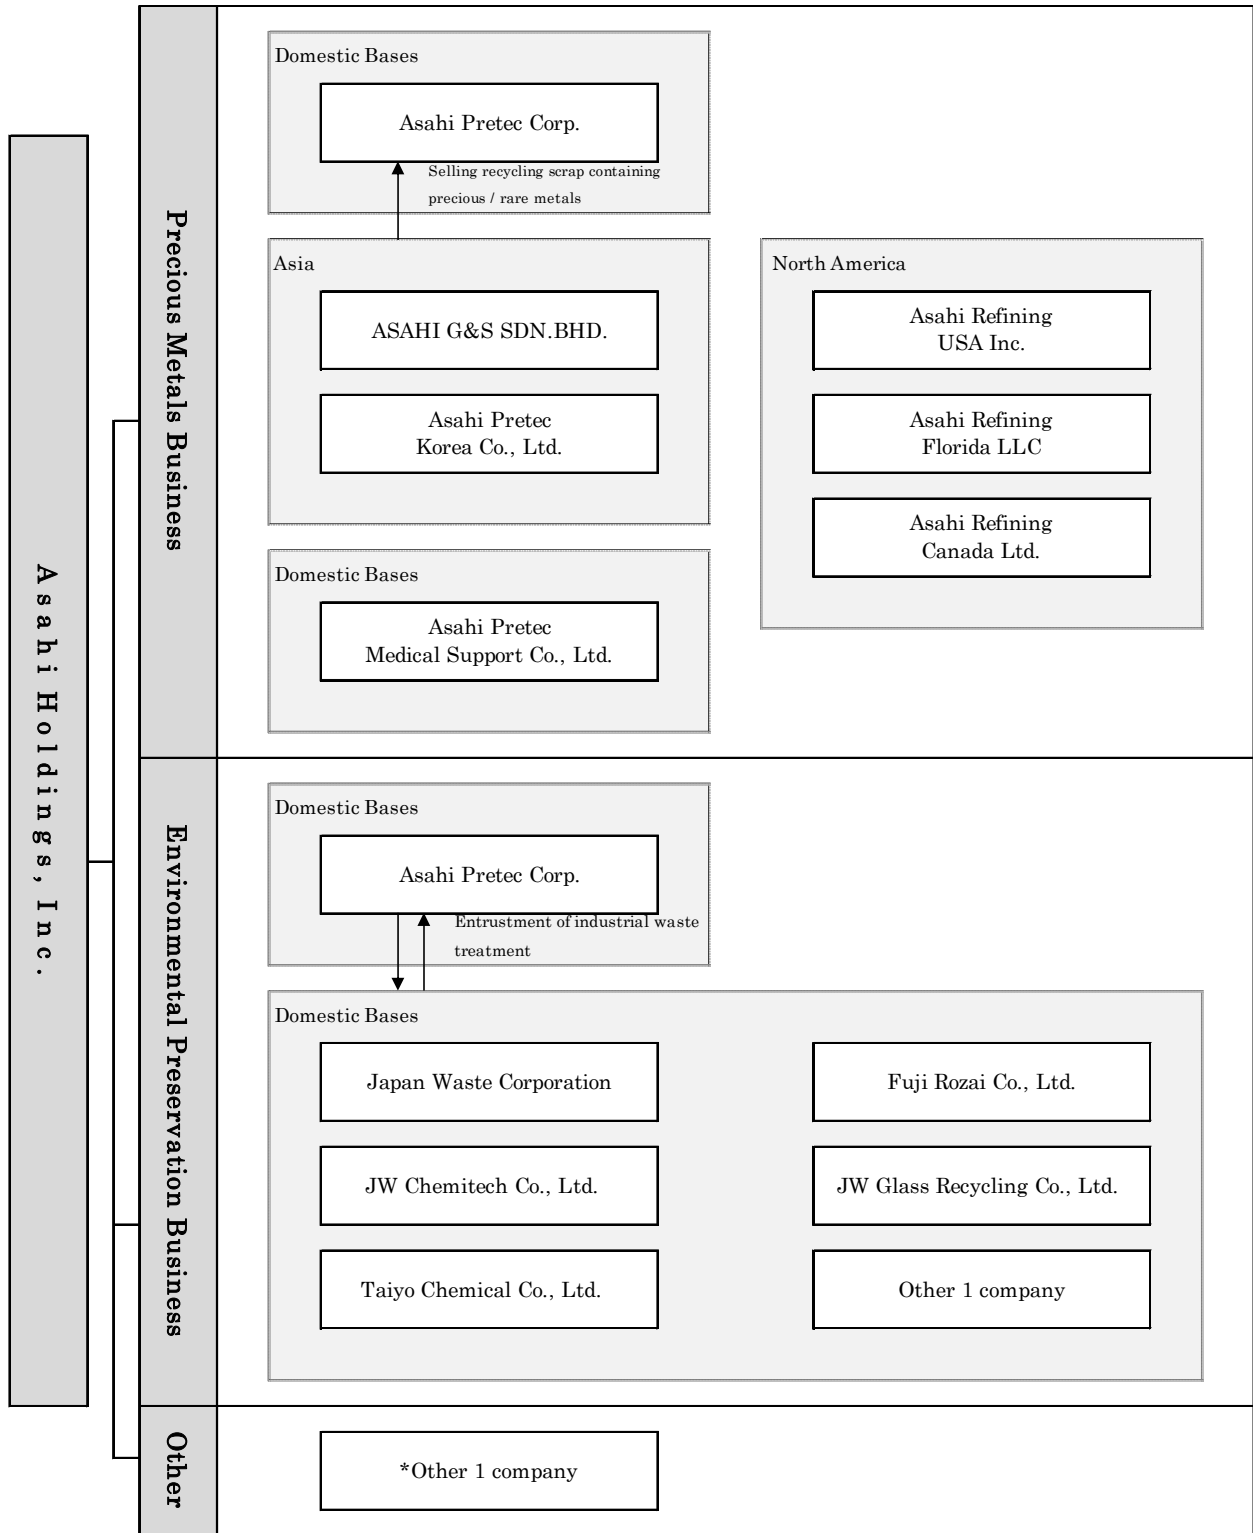 Asahi Holdings, Inc.
Precious Metals Business
Domestic Bases
Asahi Pretec Corp.
Selling recycling scrap containing
precious / rare metals
Asia
ASAHI G&S SDN.BHD.
Asahi Pretec
Korea Co., Ltd.
North America
Asahi Refining
USA Inc.
Asahi Refining
Florida LLC
Asahi Refining
Canada Ltd.
Domestic Bases
Asahi Pretec
Medical Support Co., Ltd.
Environmental Preservation Business
Domestic Bases
Asahi Pretec Corp.
Entrustment of industrial waste
treatment
Domestic Bases
Japan Waste Corporation
Fuji Rozai Co., Ltd.
JW Chemitech Co., Ltd.
JW Glass Recycling Co., Ltd.
Taiyo Chemical Co., Ltd.
Other 1 company
Other
*Other 1 company